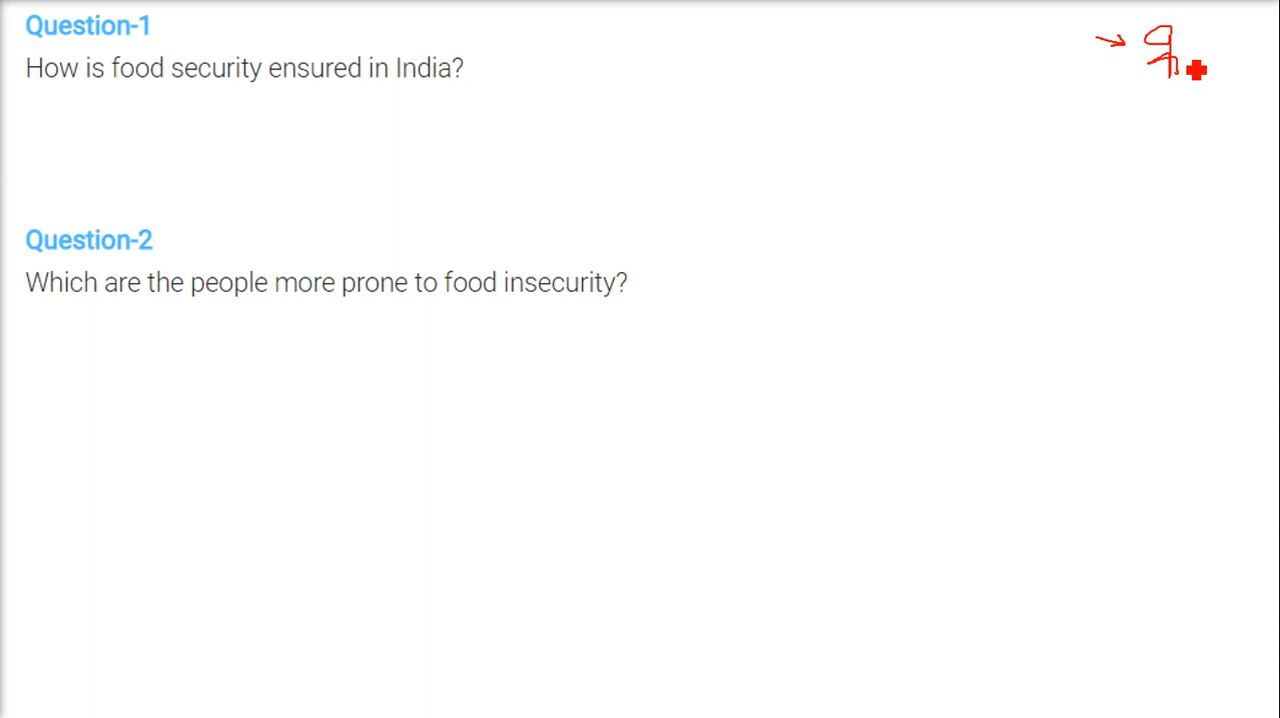 Question-1
How is food security ensured in India?
Question-2
Which are the people more prone to food insecurity?